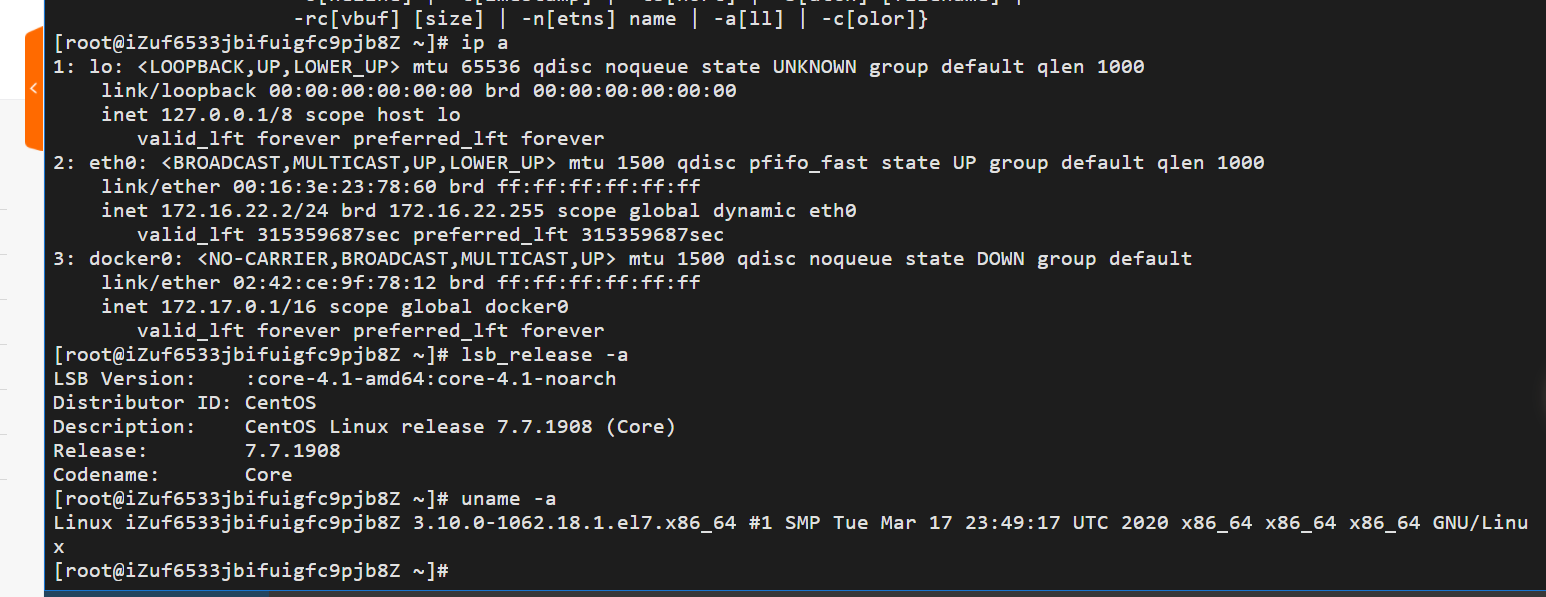 -rc[vbuf] [size] | -n[etns] name | -a[ll] | -c[olor]}
[root@iZuf6533jbifuigfc9pjb8Z ~]# ip a
1: lo: <LOOPBACK,UP,LOWER_UP> mtu 65536 qdisc noqueue state UNKNOWN group default qlen 1000
    link/loopback 00:00:00:00:00:00 brd 00:00:00:00:00:00
    inet 127.0.0.1/8 scope host lo
       valid_lft forever preferred_lft forever
2: eth0: <BROADCAST,MULTICAST,UP,LOWER_UP> mtu 1500 qdisc pfifo_fast state UP group default qlen 1000
    link/ether 00:16:3e:23:78:60 brd ff:ff:ff:ff:ff:ff
    inet 172.16.22.2/24 brd 172.16.22.255 scope global dynamic eth0
       valid_lft 315359687sec preferred_lft 315359687sec
3: docker0: <NO-CARRIER,BROADCAST,MULTICAST,UP> mtu 1500 qdisc noqueue state DOWN group default
    link/ether 02:42:ce:9f:78:12 brd ff:ff:ff:ff:ff:ff
    inet 172.17.0.1/16 scope global docker0
       valid_lft forever preferred_lft forever
[root@iZuf6533jbifuigfc9pjb8Z ~]# lsb_release -a
LSB Version:    :core-4.1-amd64:core-4.1-noarch
Distributor ID: CentOS
Description:    CentOS Linux release 7.7.1908 (Core)
Release:        7.7.1908
Codename:       Core
[root@iZuf6533jbifuigfc9pjb8Z ~]# uname -a
Linux iZuf6533jbifuigfc9pjb8Z 3.10.0-1062.18.1.el7.x86_64 #1 SMP Tue Mar 17 23:49:17 UTC 2020 x86_64 x86_64 x86_64 GNU/Linu
x
[root@iZuf6533jbifuigfc9pjb8Z ~]#